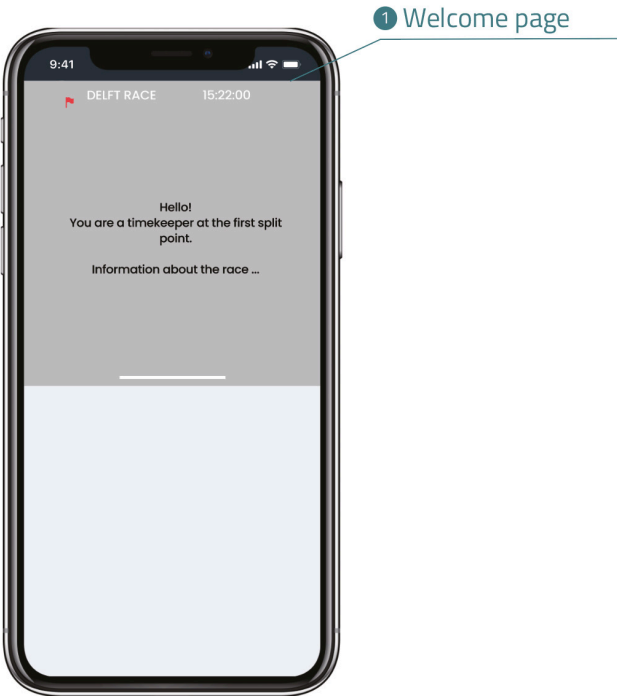 1 Welcome page
9:41
DELFT RACE 15:22:00
Hello!
You are a timekeeper at the first split
point.
Information about the race ...